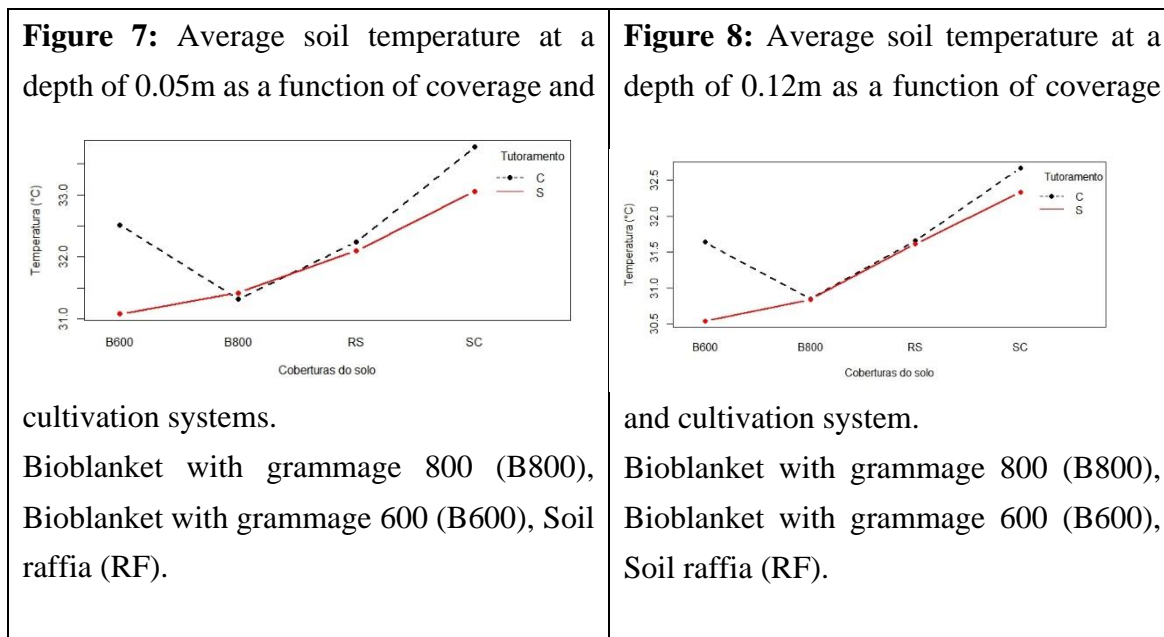 Figure 7: Average soil temperature at a
depth of 0.05m as a function of coverage and
Temperatura (°C)
33.0
32.0
31.0
Tutoramento
C
S
B600
B800
RS
SC
Coberturas do solo
cultivation systems.
Bioblanket with grammage 800 (B800),
Bioblanket with grammage 600 (B600), Soil
raffia (RF).
Figure 8: Average soil temperature at a
depth of 0.12m as a function of coverage
Temperatura (°C)
32.5
32.0
31.5
31.0
30.5
Tutoramento
C
S
B600
B800
RS
SC
Coberturas do solo
and cultivation system.
Bioblanket with grammage 800 (B800),
Bioblanket with grammage 600 (B600),
Soil raffia (RF).